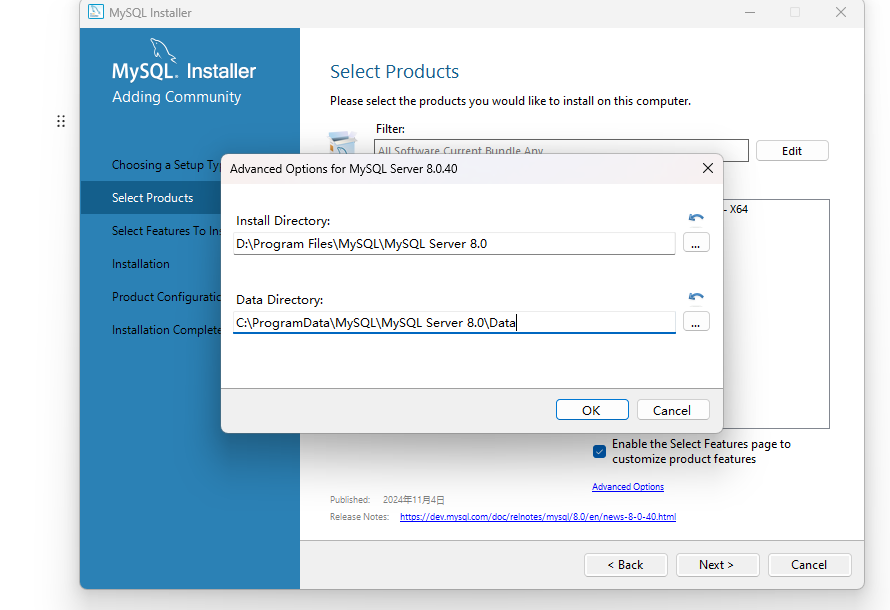 MySQL Installer
MySQL. Installer
Adding Community
Choosing a Setup Ty
Select Products
Select Features To Ins
Installation
Product Configuratio
Installation Complete
Select Products
Please select the products you would like to install on this computer.
Filter:
All Software,Current Bundle,Any
Edit
Advanced Options for MySQL Server 8.0.40
Install Directory:
D:\Program Files\MySQL\MySQL Server 8.0
...
Data Directory:
C:\ProgramData\MySQL\MySQL Server 8.0\Data
...
OK
Cancel
- X64
Enable the Select Features page to
customize product features
Advanced Options
Published: 2024年11月4日
Release Notes: https://dev.mysql.com/doc/relnotes/mysql/8.0/en/news-8-0-40.html
< Back
Next >
Cancel